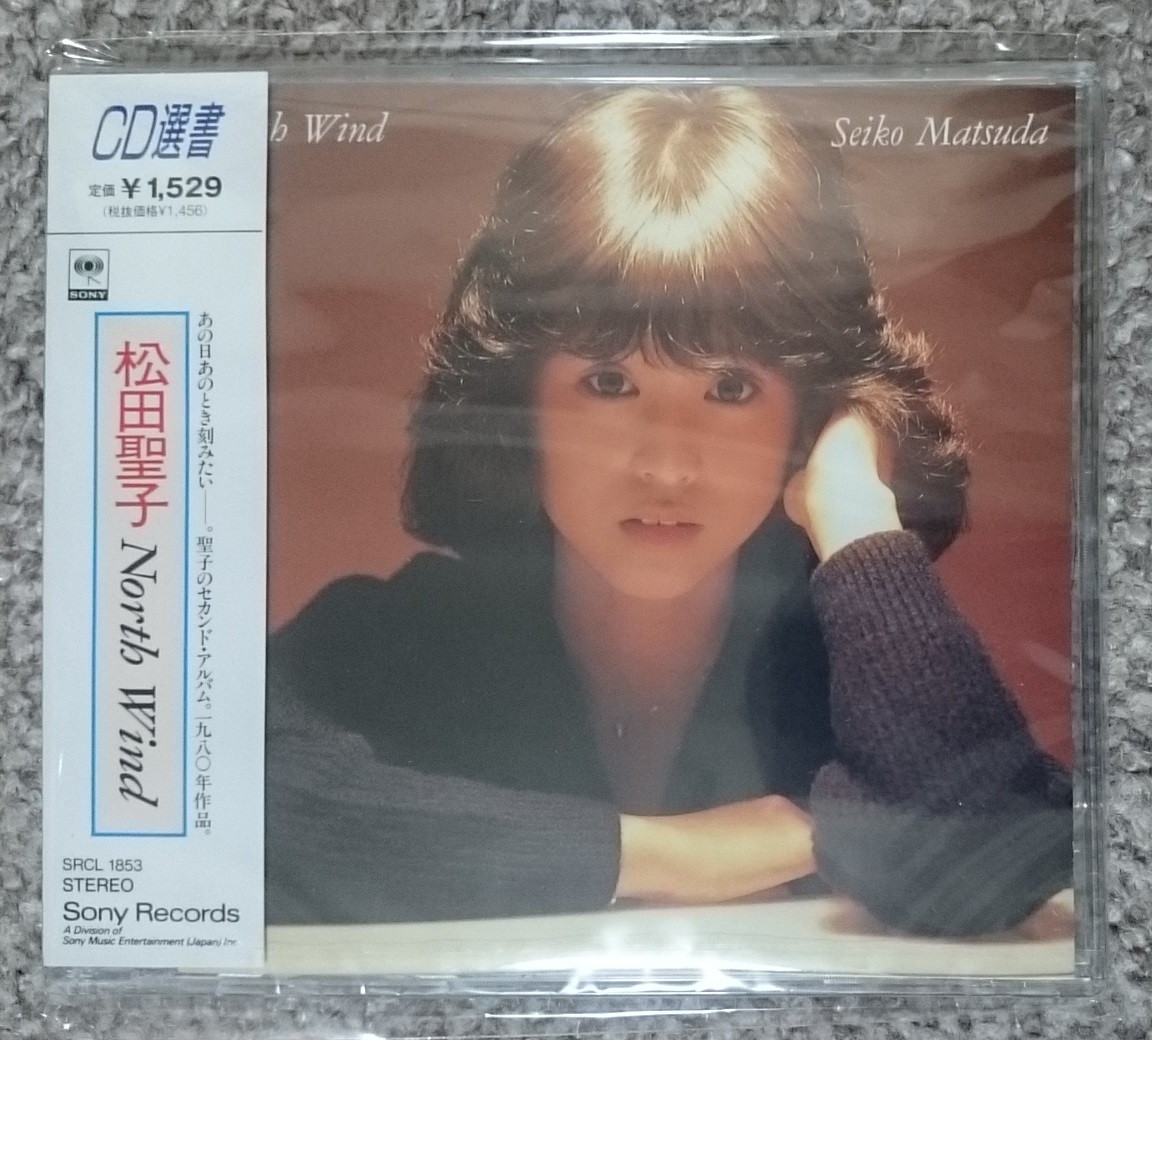 CD選書
定価 ¥1,529
(税抜価格¥1,456)
SONY
松田聖子 North Wind
あの日あのとき刻みたい──。聖子のセカンド・アルバム。一九八〇年作品。
SRCL 1853
STEREO
Sony Records
A Division of
Sony Music Entertainment (Japan) Inc.
h Wind
Seiko Matsuda